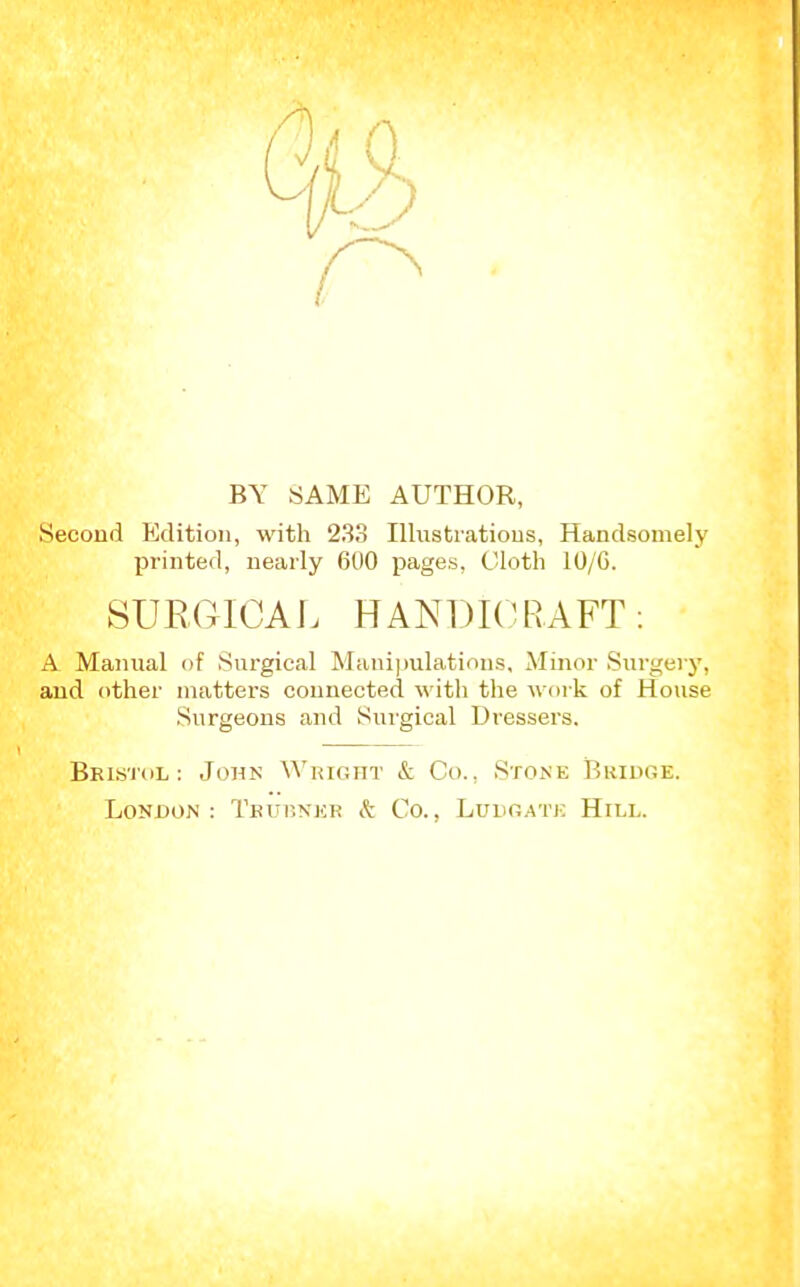 BY SAME AUTHOR,
Second Edition, with 233 Illustrations, Handsomely
printed, nearly 600 pages, Cloth 10/6.
SURGICAL HANDICRAFT:
A Manual of Surgical Manipulations, Minor Surgery,
and other matters connected with the work of House
Surgeons and Surgical Dressers.
BRISTOL: JOHN WRIGHT & CO., STONE BRIDGE.
LONDON: TRÜBNER & CO., LUDGATE HILL.